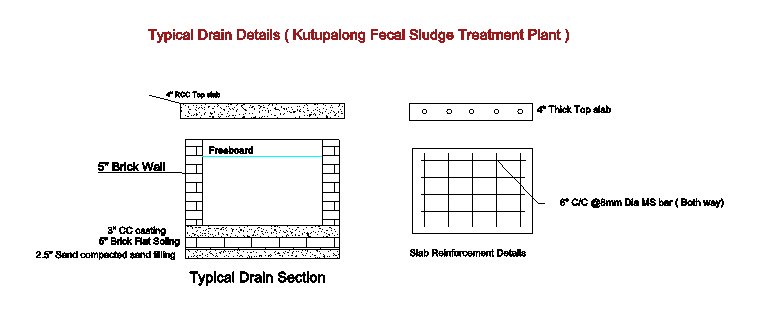 Typical Drain Details ( Kutupalong Fecal Sludge Treatment Plant )
4" RCC Top slab
4" Thick Top slab
Freeboard
5" Brick Wall
6" C/C @8mm Dia MS bar ( Both way)
3" CC casting
5" Brick Flat Soling
2.5" Sand compected sand filling
Slab Reinforcement Details
Typical Drain Section